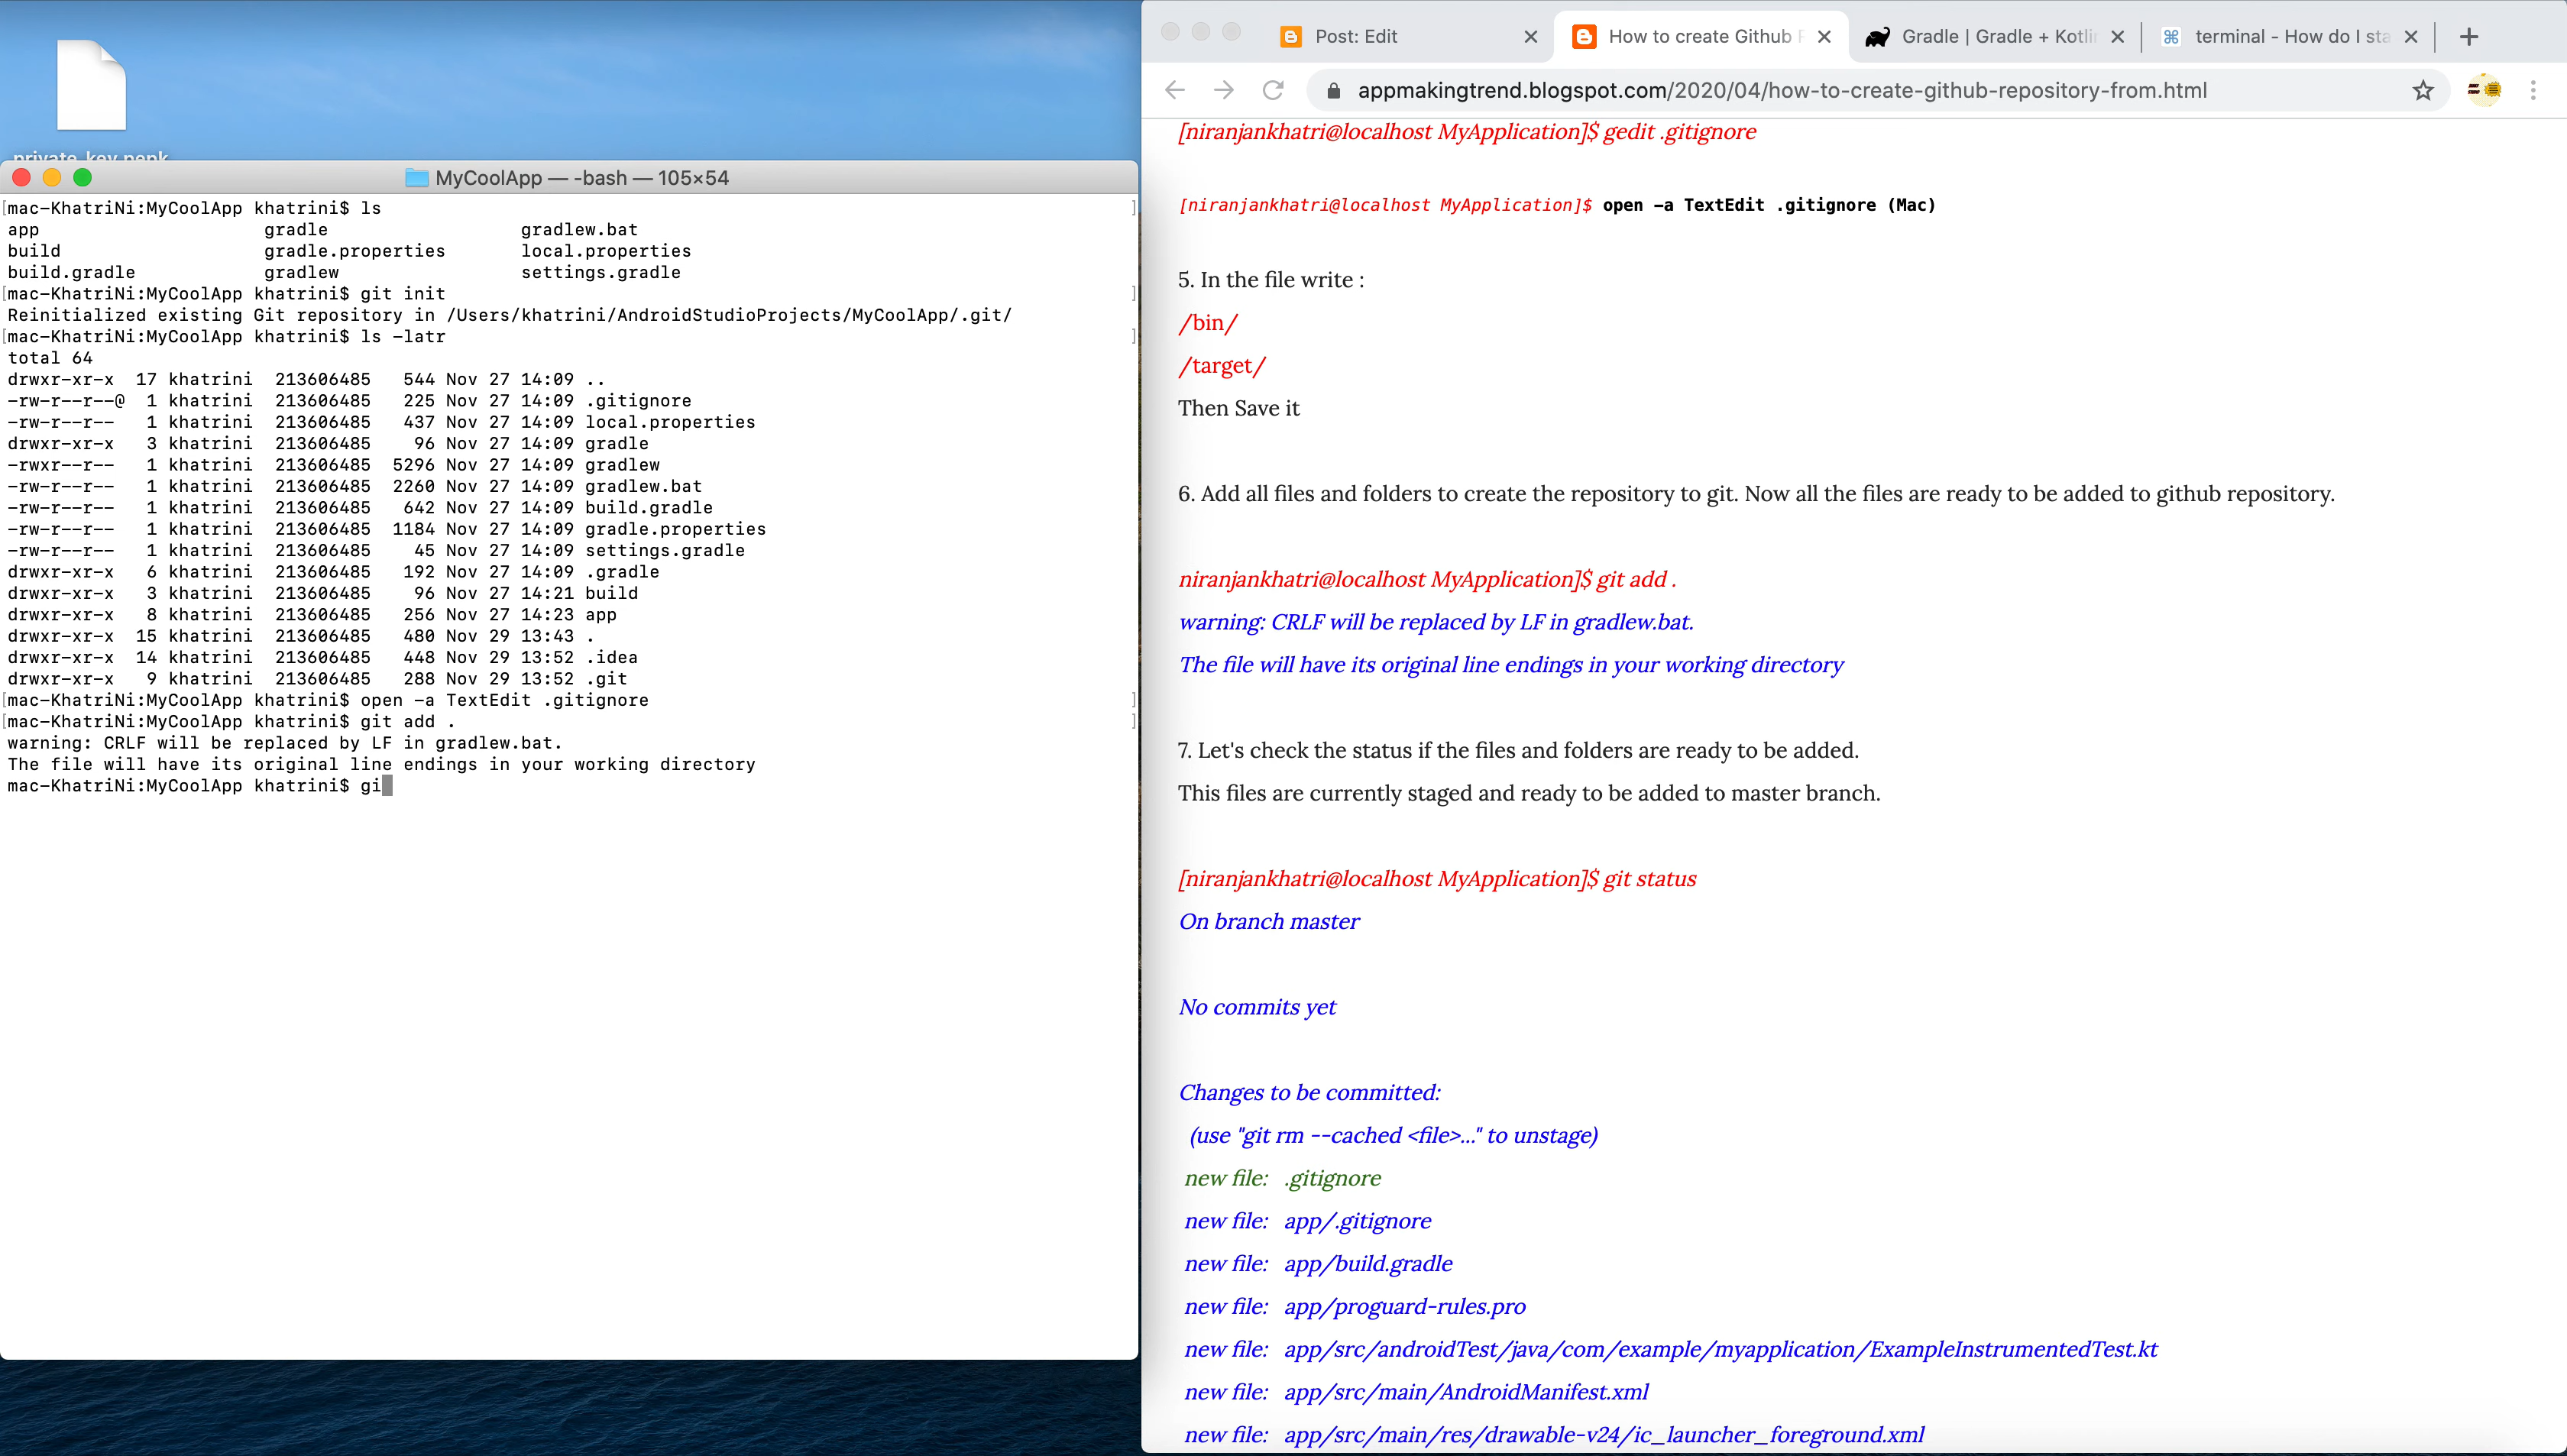 private_key.pepk
MyCoolApp — -bash — 105×54
[mac-KhatriNi:MyCoolApp khatrini$ ls ]
app gradle gradlew.bat
build gradle.properties local.properties
build.gradle gradlew settings.gradle
[mac-KhatriNi:MyCoolApp khatrini$ git init ]
Reinitialized existing Git repository in /Users/khatrini/AndroidStudioProjects/MyCoolApp/.git/
[mac-KhatriNi:MyCoolApp khatrini$ ls -latr ]
total 64
drwxr-xr-x 17 khatrini 213606485 544 Nov 27 14:09 ..
-rw-r--r--@ 1 khatrini 213606485 225 Nov 27 14:09 .gitignore
-rw-r--r-- 1 khatrini 213606485 437 Nov 27 14:09 local.properties
drwxr-xr-x 3 khatrini 213606485 96 Nov 27 14:09 gradle
-rwxr--r-- 1 khatrini 213606485 5296 Nov 27 14:09 gradlew
-rw-r--r-- 1 khatrini 213606485 2260 Nov 27 14:09 gradlew.bat
-rw-r--r-- 1 khatrini 213606485 642 Nov 27 14:09 build.gradle
-rw-r--r-- 1 khatrini 213606485 1184 Nov 27 14:09 gradle.properties
-rw-r--r-- 1 khatrini 213606485 45 Nov 27 14:09 settings.gradle
drwxr-xr-x 6 khatrini 213606485 192 Nov 27 14:09 .gradle
drwxr-xr-x 3 khatrini 213606485 96 Nov 27 14:21 build
drwxr-xr-x 8 khatrini 213606485 256 Nov 27 14:23 app
drwxr-xr-x 15 khatrini 213606485 480 Nov 29 13:43 .
drwxr-xr-x 14 khatrini 213606485 448 Nov 29 13:52 .idea
drwxr-xr-x 9 khatrini 213606485 288 Nov 29 13:52 .git
[mac-KhatriNi:MyCoolApp khatrini$ open -a TextEdit .gitignore ]
[mac-KhatriNi:MyCoolApp khatrini$ git add . ]
warning: CRLF will be replaced by LF in gradlew.bat.
The file will have its original line endings in your working directory
mac-KhatriNi:MyCoolApp khatrini$ gi
Post: Edit
How to create Github
Gradle | Gradle + Kotli
terminal - How do I sta
appmakingtrend.blogspot.com/2020/04/how-to-create-github-repository-from.html
[niranjankhatri@localhost MyApplication]$ gedit .gitignore
[niranjankhatri@localhost MyApplication]$ open -a TextEdit .gitignore (Mac)
5. In the file write :
/bin/
/target/
Then Save it
6. Add all files and folders to create the repository to git. Now all the files are ready to be added to github repository.
niranjankhatri@localhost MyApplication]$ git add .
warning: CRLF will be replaced by LF in gradlew.bat.
The file will have its original line endings in your working directory
7. Let's check the status if the files and folders are ready to be added.
This files are currently staged and ready to be added to master branch.
[niranjankhatri@localhost MyApplication]$ git status
On branch master
No commits yet
Changes to be committed:
(use "git rm --cached <file>..." to unstage)
new file: .gitignore
new file: app/.gitignore
new file: app/build.gradle
new file: app/proguard-rules.pro
new file: app/src/androidTest/java/com/example/myapplication/ExampleInstrumentedTest.kt
new file: app/src/main/AndroidManifest.xml
new file: app/src/main/res/drawable-v24/ic_launcher_foreground.xml